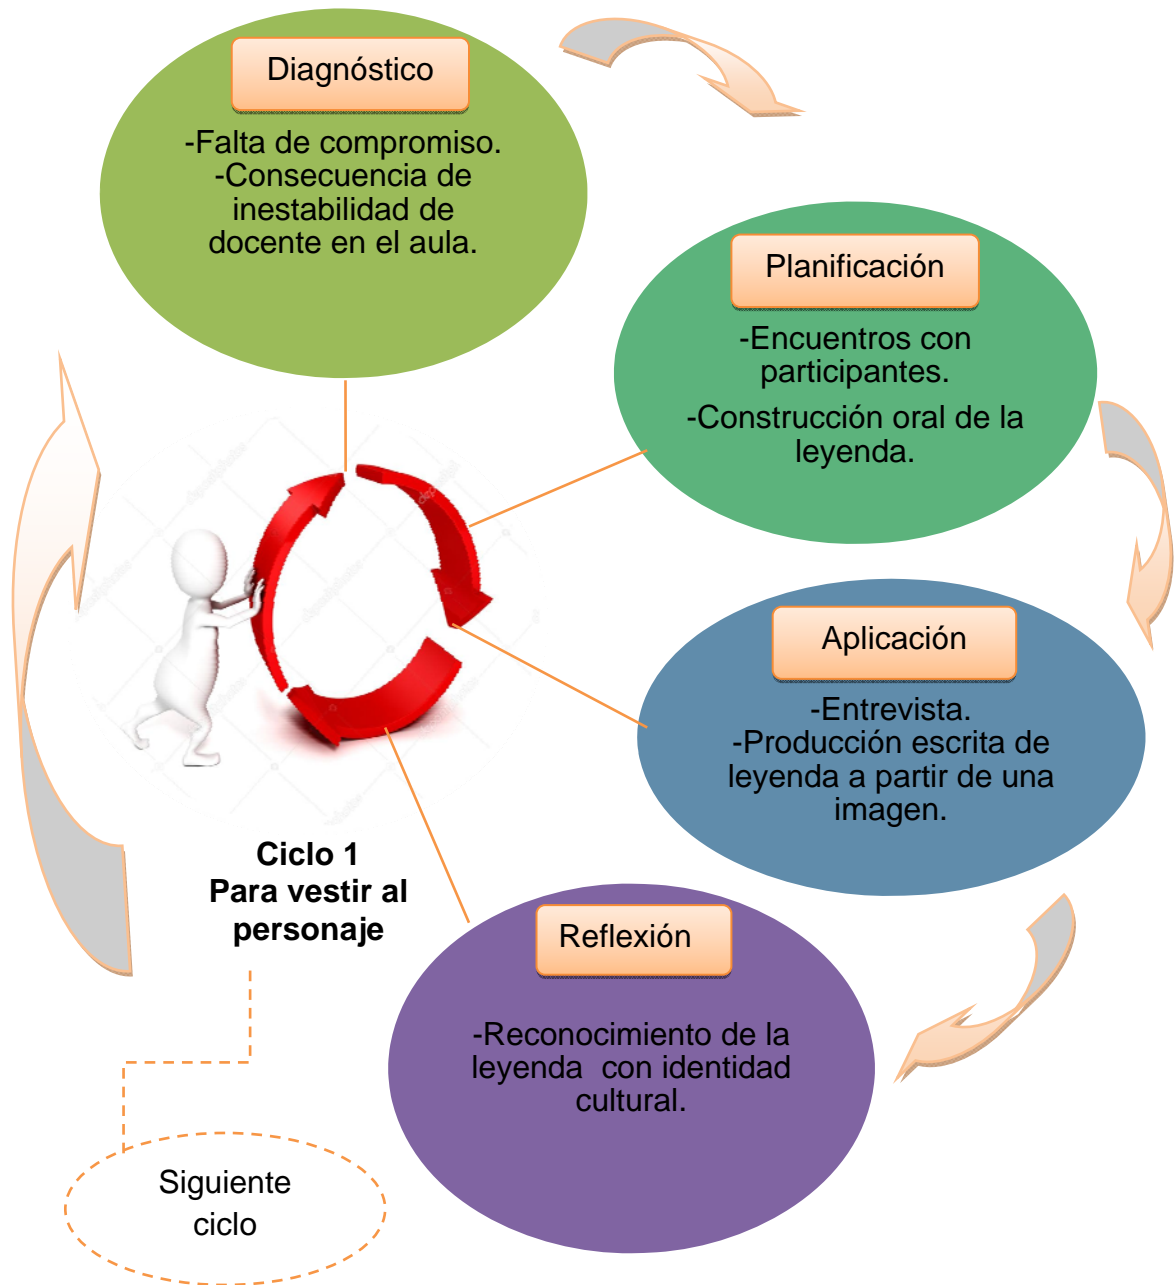 Diagnóstico
-Falta de compromiso.
-Consecuencia de
inestabilidad de
docente en el aula.
Planificación
-Encuentros con
participantes.
-Construcción oral de la
leyenda.
Aplicación
-Entrevista.
-Producción escrita de
leyenda a partir de una
imagen.
Reflexión
-Reconocimiento de la
leyenda con identidad
cultural.
Ciclo 1
Para vestir al
personaje
Siguiente
ciclo